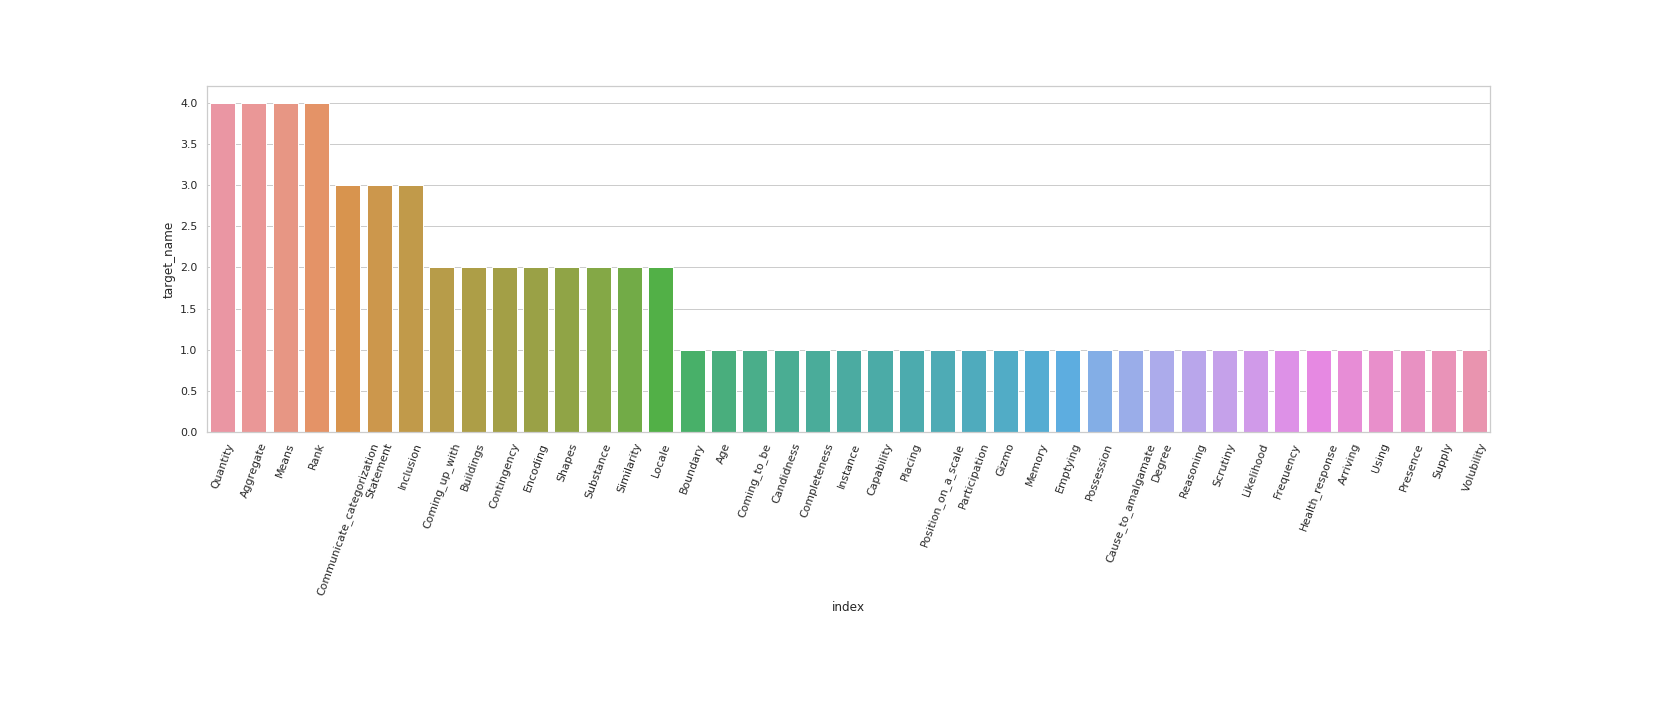 4.0
3.5
3.0
2.5
2.0
1.5
1.0
0.5
0.0
target_name
Quantity
Aggregate
Means
Rank
Communicate_categorization
Statement
Inclusion
Coming_up_with
Buildings
Contingency
Encoding
Shapes
Substance
Similarity
Locale
Boundary
Age
Coming_to_be
Candidness
Completeness
Instance
Capability
Placing
Position_on_a_scale
Participation
Gizmo
Memory
Emptying
Possession
Cause_to_amalgamate
Degree
Reasoning
Scrutiny
Likelihood
Frequency
Health_response
Arriving
Using
Presence
Supply
Volubility
index